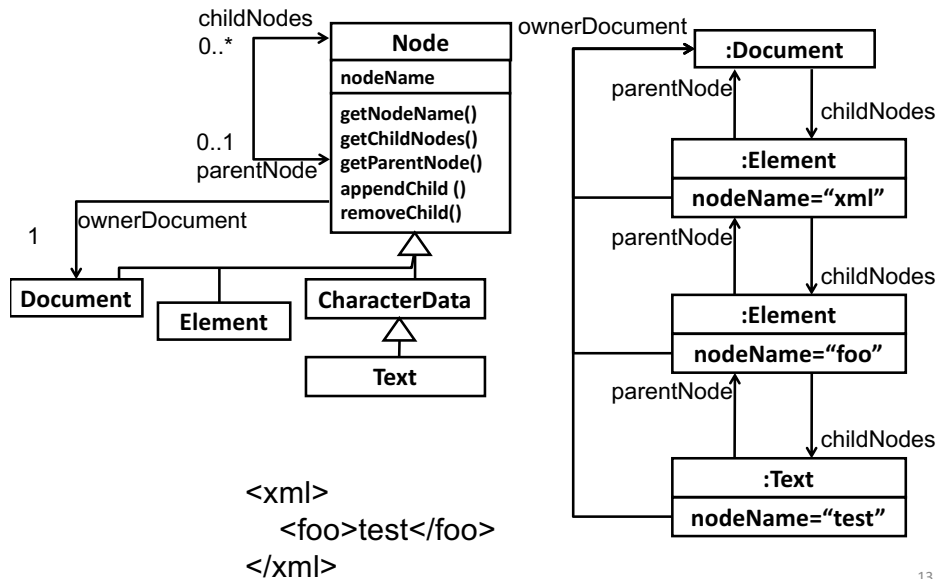 childNodes
0..*
Node
nodeName
getNodeName()
getChildNodes()
getParentNode()
appendChild ()
removeChild()
0..1
parentNode
ownerDocument
1
Document
Element
CharacterData
Text
<xml>
<foo>test</foo>
</xml>
ownerDocument
:Document
parentNode
childNodes
:Element
nodeName=“xml”
parentNode
childNodes
:Element
nodeName=“foo”
parentNode
childNodes
:Text
nodeName=“test”
13